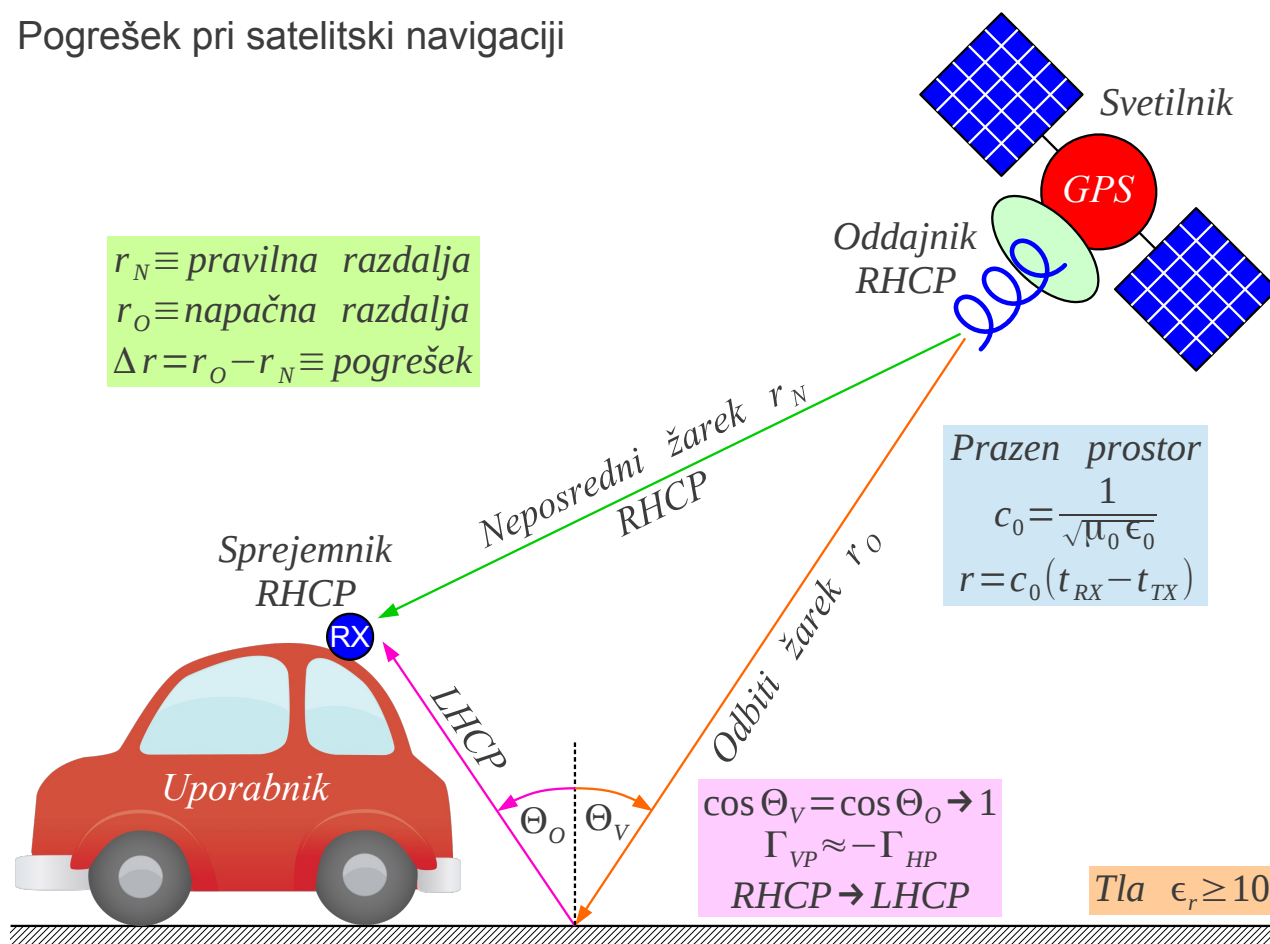 Pogrešek pri satelitski navigaciji
Svetilnik
GPS
Oddajnik
RHCP
r_N≡pravilna razdalja
r_O≡napačna razdalja
Δr=r_O−r_N≡pogrešek
Neposredni žarek r_N
RHCP
Prazen prostor
c_0=1/√(μ_0 ϵ_0)
r=c_0(t_RX−t_TX)
Sprejemnik
RHCP
RX
LHCP
Odbiti žarek r_O
Uporabnik
Θ_O Θ_V
cos Θ_V=cos Θ_O→1
Γ_VP≈−Γ_HP
RHCP→LHCP
Tla ϵ_r≥10